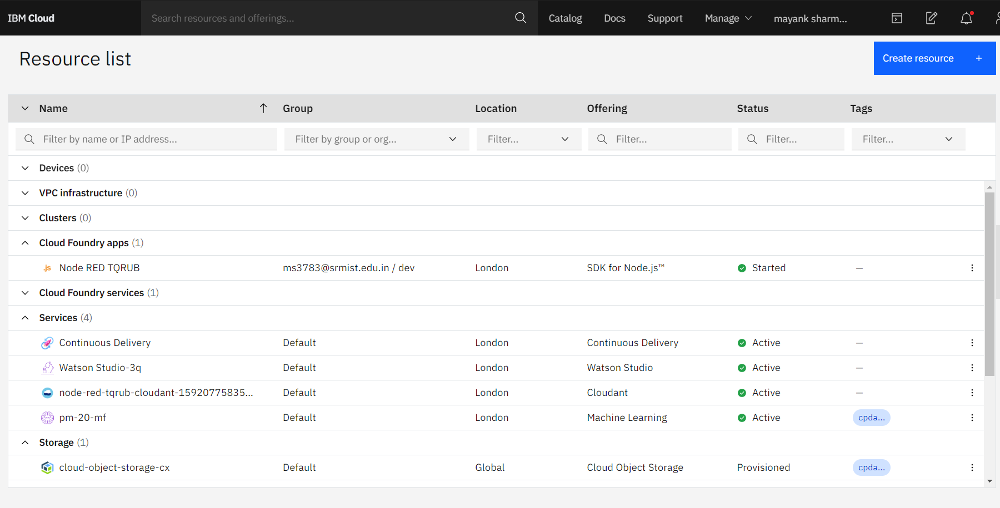 IBM Cloud Search resources and offerings... Catalog Docs Support Manage mayank sharm...
Resource list
Create resource +
Name Group Location Offering Status Tags
Filter by name or IP address... Filter by group or org... Filter... Filter... Filter... Filter...
Devices (0)
VPC infrastructure (0)
Clusters (0)
Cloud Foundry apps (1)
.js Node RED TQRUB ms3783@srmist.edu.in / dev London SDK for Node.js™ Started —
Cloud Foundry services (1)
Services (4)
Continuous Delivery Default London Continuous Delivery Active —
Watson Studio-3q Default London Watson Studio Active —
node-red-tqrub-cloudant-15920775835... Default London Cloudant Active —
pm-20-mf Default London Machine Learning Active cpda...
Storage (1)
cloud-object-storage-cx Default Global Cloud Object Storage Provisioned cpda...